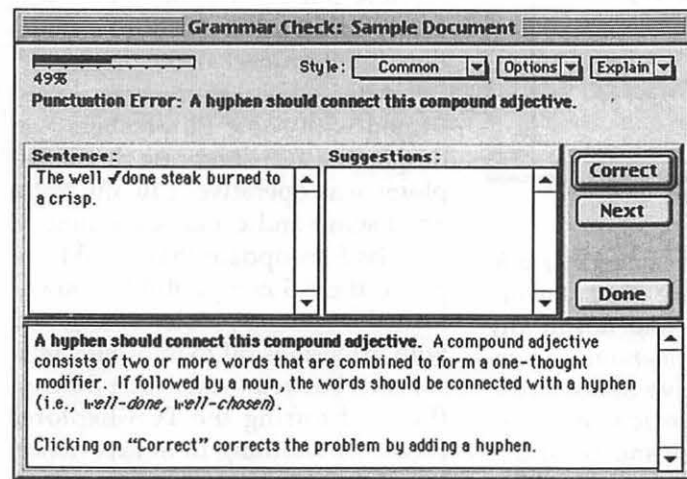 Grammar Check: Sample Document
49%
Style: Common Options Explain
Punctuation Error: A hyphen should connect this compound adjective.
Sentence:
The well ✓done steak burned to
a crisp.
Suggestions:
Correct
Next
Done
A hyphen should connect this compound adjective. A compound adjective
consists of two or more words that are combined to form a one-thought
modifier. If followed by a noun, the words should be connected with a hyphen
(i.e., well-done, well-chosen).
Clicking on “Correct” corrects the problem by adding a hyphen.